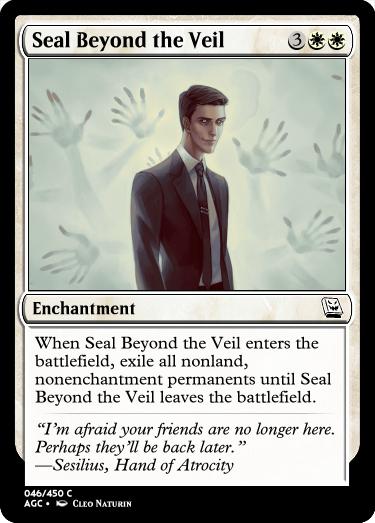 Seal Beyond the Veil 3
Enchantment
When Seal Beyond the Veil enters the
battlefield, exile all nonland,
nonenchantment permanents until Seal
Beyond the Veil leaves the battlefield.
“I’m afraid your friends are no longer here.
Perhaps they’ll be back later.”
—Sesilius, Hand of Atrocity
046/450 C
AGC • Cleo Naturin